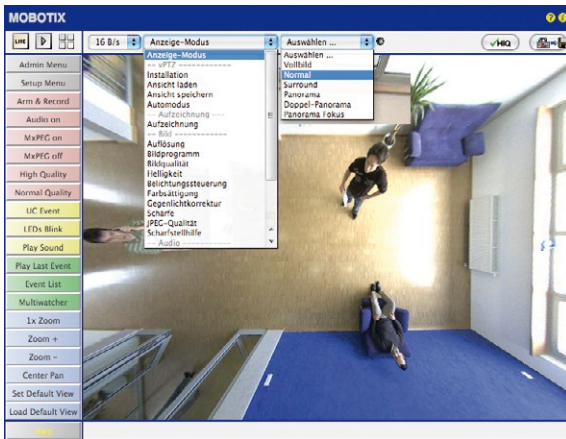 MOBOTIX
LIVE
16 B/s
Anzeige-Modus
Auswählen ...
HIQ
Admin Menu
Setup Menu
Arm & Record
Audio on
MxPEG on
MxPEG off
High Quality
Normal Quality
UC Event
LEDs Blink
Play Sound
Play Last Event
Event List
Multiwatcher
1x Zoom
Zoom +
Zoom -
Center Pan
Set Default View
Load Default View
Anzeige-Modus
-- vPTZ ------------
Installation
Ansicht laden
Ansicht speichern
Automodus
-- Aufzeichnung ----
Aufzeichnung
-- Bild ------------
Auflösung
Bildprogramm
Bildqualität
Helligkeit
Belichtungssteuerung
Farbsättigung
Gegenlichtkorrektur
Schärfe
JPEG-Qualität
Scharfstellhilfe
-- Audio -----------
Auswählen ...
Vollbild
Normal
Surround
Panorama
Doppel-Panorama
Panorama Fokus